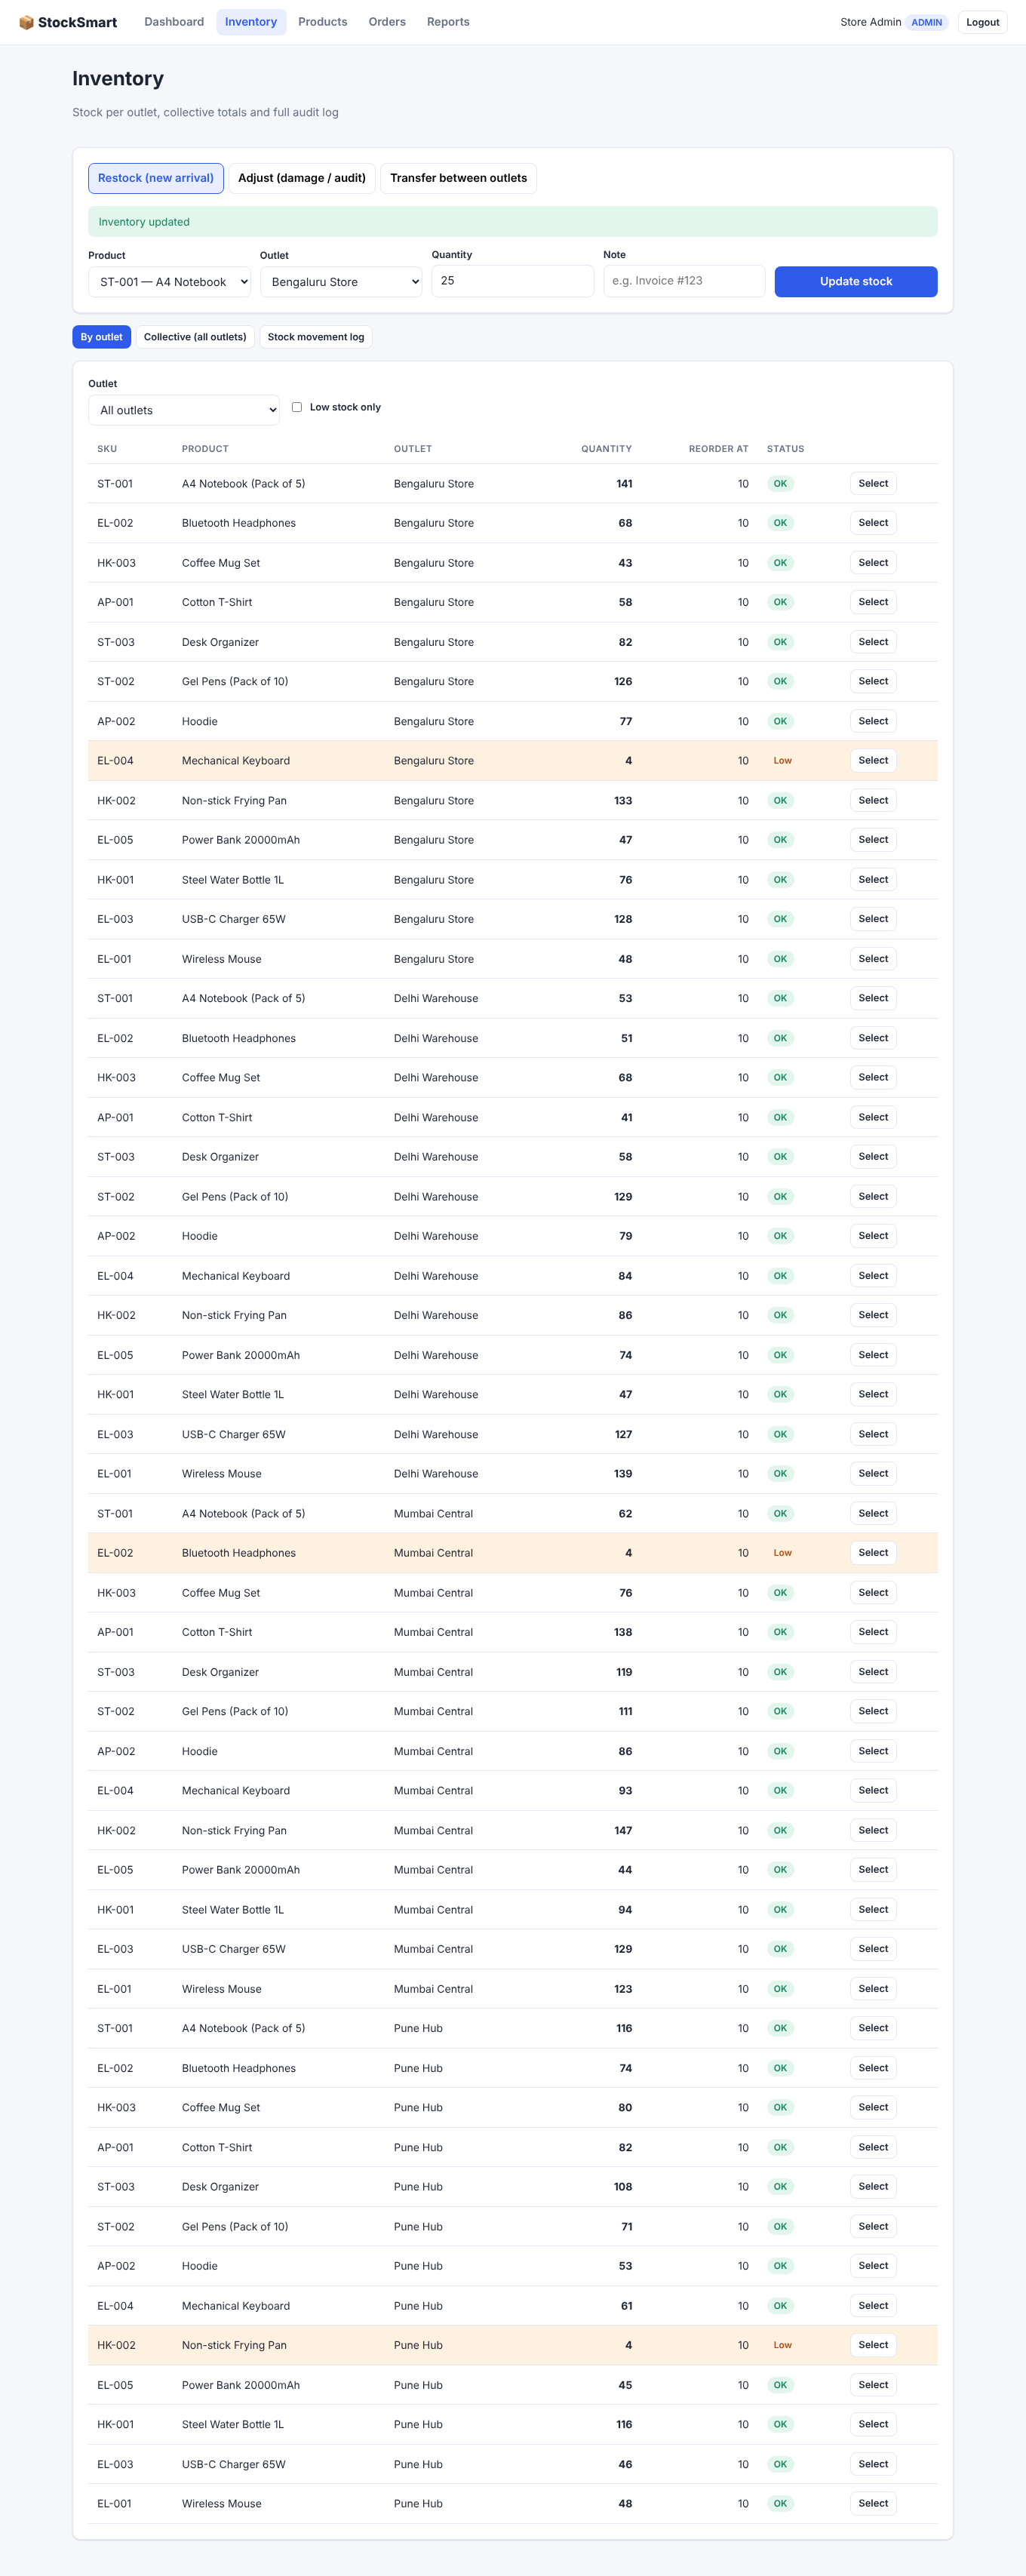 📦 StockSmart Dashboard Inventory Products Orders Reports Store Admin ADMIN Logout
Inventory
Stock per outlet, collective totals and full audit log
Restock (new arrival) Adjust (damage / audit) Transfer between outlets
Inventory updated
Product Outlet Quantity Note
ST-001 — A4 Notebook Bengaluru Store 25 e.g. Invoice #123 Update stock
By outlet Collective (all outlets) Stock movement log
Outlet
All outlets Low stock only
SKU PRODUCT OUTLET QUANTITY REORDER AT STATUS
ST-001 A4 Notebook (Pack of 5) Bengaluru Store 141 10 OK Select
EL-002 Bluetooth Headphones Bengaluru Store 68 10 OK Select
HK-003 Coffee Mug Set Bengaluru Store 43 10 OK Select
AP-001 Cotton T-Shirt Bengaluru Store 58 10 OK Select
ST-003 Desk Organizer Bengaluru Store 82 10 OK Select
ST-002 Gel Pens (Pack of 10) Bengaluru Store 126 10 OK Select
AP-002 Hoodie Bengaluru Store 77 10 OK Select
EL-004 Mechanical Keyboard Bengaluru Store 4 10 Low Select
HK-002 Non-stick Frying Pan Bengaluru Store 133 10 OK Select
EL-005 Power Bank 20000mAh Bengaluru Store 47 10 OK Select
HK-001 Steel Water Bottle 1L Bengaluru Store 76 10 OK Select
EL-003 USB-C Charger 65W Bengaluru Store 128 10 OK Select
EL-001 Wireless Mouse Bengaluru Store 48 10 OK Select
ST-001 A4 Notebook (Pack of 5) Delhi Warehouse 53 10 OK Select
EL-002 Bluetooth Headphones Delhi Warehouse 51 10 OK Select
HK-003 Coffee Mug Set Delhi Warehouse 68 10 OK Select
AP-001 Cotton T-Shirt Delhi Warehouse 41 10 OK Select
ST-003 Desk Organizer Delhi Warehouse 58 10 OK Select
ST-002 Gel Pens (Pack of 10) Delhi Warehouse 129 10 OK Select
AP-002 Hoodie Delhi Warehouse 79 10 OK Select
EL-004 Mechanical Keyboard Delhi Warehouse 84 10 OK Select
HK-002 Non-stick Frying Pan Delhi Warehouse 86 10 OK Select
EL-005 Power Bank 20000mAh Delhi Warehouse 74 10 OK Select
HK-001 Steel Water Bottle 1L Delhi Warehouse 47 10 OK Select
EL-003 USB-C Charger 65W Delhi Warehouse 127 10 OK Select
EL-001 Wireless Mouse Delhi Warehouse 139 10 OK Select
ST-001 A4 Notebook (Pack of 5) Mumbai Central 62 10 OK Select
EL-002 Bluetooth Headphones Mumbai Central 4 10 Low Select
HK-003 Coffee Mug Set Mumbai Central 76 10 OK Select
AP-001 Cotton T-Shirt Mumbai Central 138 10 OK Select
ST-003 Desk Organizer Mumbai Central 119 10 OK Select
ST-002 Gel Pens (Pack of 10) Mumbai Central 111 10 OK Select
AP-002 Hoodie Mumbai Central 86 10 OK Select
EL-004 Mechanical Keyboard Mumbai Central 93 10 OK Select
HK-002 Non-stick Frying Pan Mumbai Central 147 10 OK Select
EL-005 Power Bank 20000mAh Mumbai Central 44 10 OK Select
HK-001 Steel Water Bottle 1L Mumbai Central 94 10 OK Select
EL-003 USB-C Charger 65W Mumbai Central 129 10 OK Select
EL-001 Wireless Mouse Mumbai Central 123 10 OK Select
ST-001 A4 Notebook (Pack of 5) Pune Hub 116 10 OK Select
EL-002 Bluetooth Headphones Pune Hub 74 10 OK Select
HK-003 Coffee Mug Set Pune Hub 80 10 OK Select
AP-001 Cotton T-Shirt Pune Hub 82 10 OK Select
ST-003 Desk Organizer Pune Hub 108 10 OK Select
ST-002 Gel Pens (Pack of 10) Pune Hub 71 10 OK Select
AP-002 Hoodie Pune Hub 53 10 OK Select
EL-004 Mechanical Keyboard Pune Hub 61 10 OK Select
HK-002 Non-stick Frying Pan Pune Hub 4 10 Low Select
EL-005 Power Bank 20000mAh Pune Hub 45 10 OK Select
HK-001 Steel Water Bottle 1L Pune Hub 116 10 OK Select
EL-003 USB-C Charger 65W Pune Hub 46 10 OK Select
EL-001 Wireless Mouse Pune Hub 48 10 OK Select